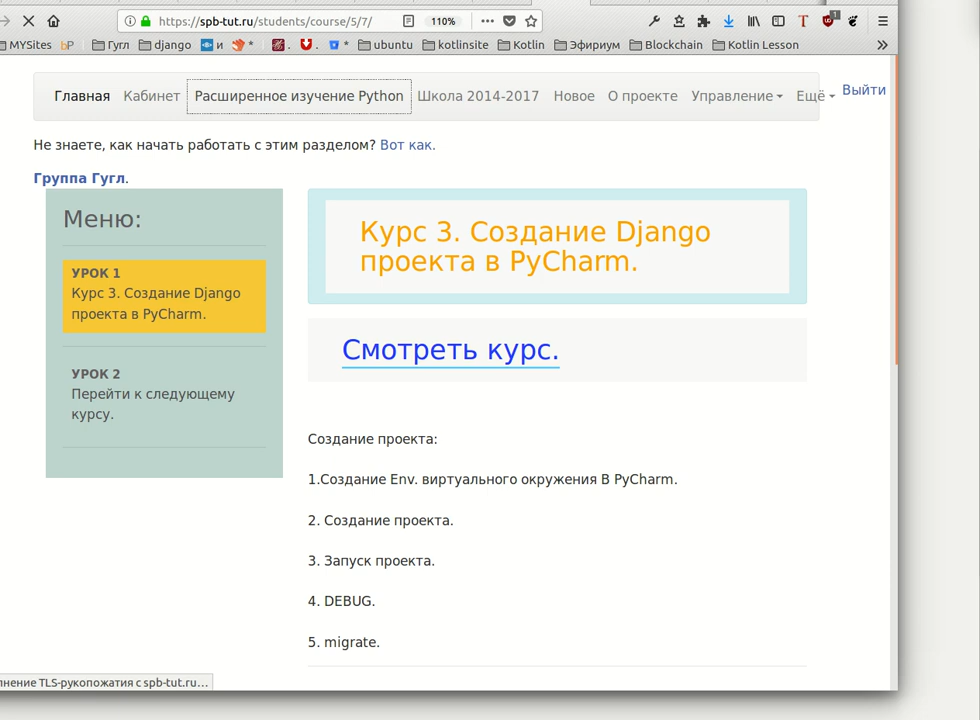 https://spb-tut.ru/students/course/5/7/ 110%
MYSites Гугл django и . . * ubuntu kotlinsite Kotlin Эфириум Blockchain Kotlin Lesson
Главная Кабинет Расширенное изучение Python Школа 2014-2017 Новое О проекте Управление Ещё Выйти
Не знаете, как начать работать с этим разделом? Вот как.
Группа Гугл.
Меню:
УРОК 1
Курс 3. Создание Django
проекта в PyCharm.
УРОК 2
Перейти к следующему
курсу.
Курс 3. Создание Django
проекта в PyCharm.
Смотреть курс.
Создание проекта:
1.Создание Env. виртуального окружения В PyCharm.
2. Создание проекта.
3. Запуск проекта.
4. DEBUG.
5. migrate.
лнение TLS-рукопожатия с spb-tut.ru…